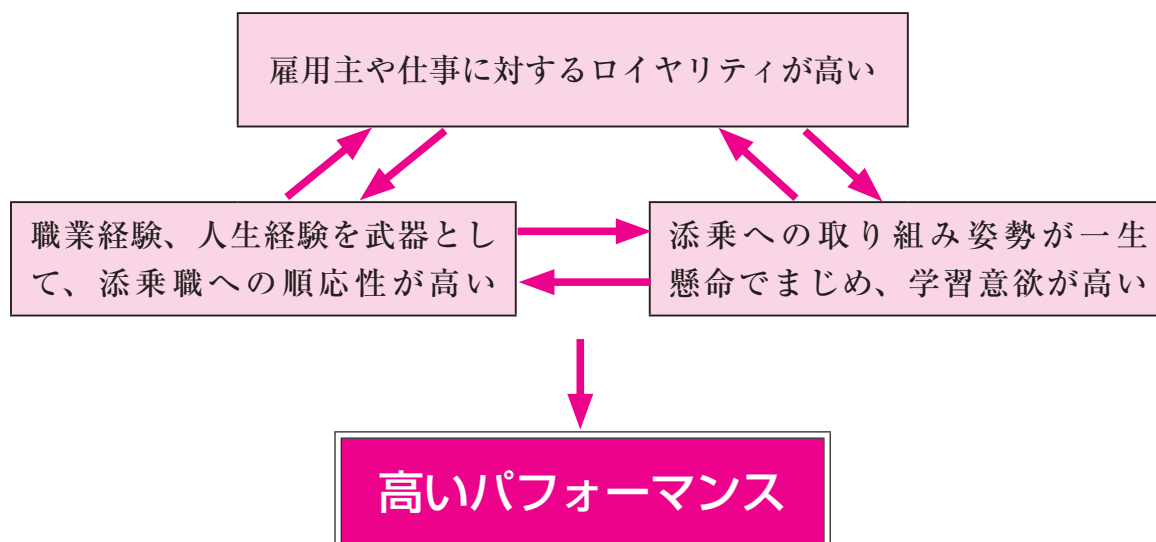 雇用主や仕事に対するロイヤリティが高い
職業経験、人生経験を武器とし
て、添乗職への順応性が高い
添乗への取り組み姿勢が一生
懸命でまじめ、学習意欲が高い
高いパフォーマンス